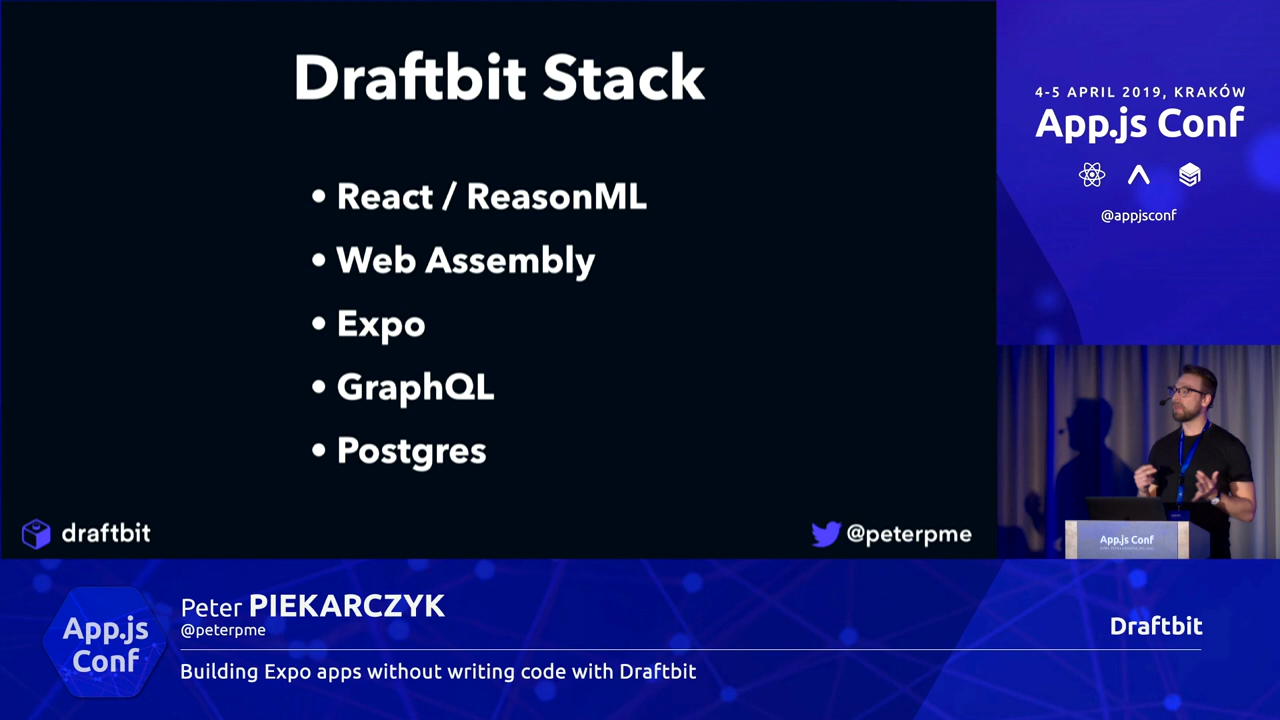 Draftbit Stack
• React / ReasonML
• Web Assembly
• Expo
• GraphQL
• Postgres
draftbit
@peterpme
4-5 APRIL 2019, KRAKÓW
App.js Conf
@appjsconf
App.js Conf
App.js
Conf
Peter PIEKARCZYK
@peterpme
Building Expo apps without writing code with Draftbit
Draftbit